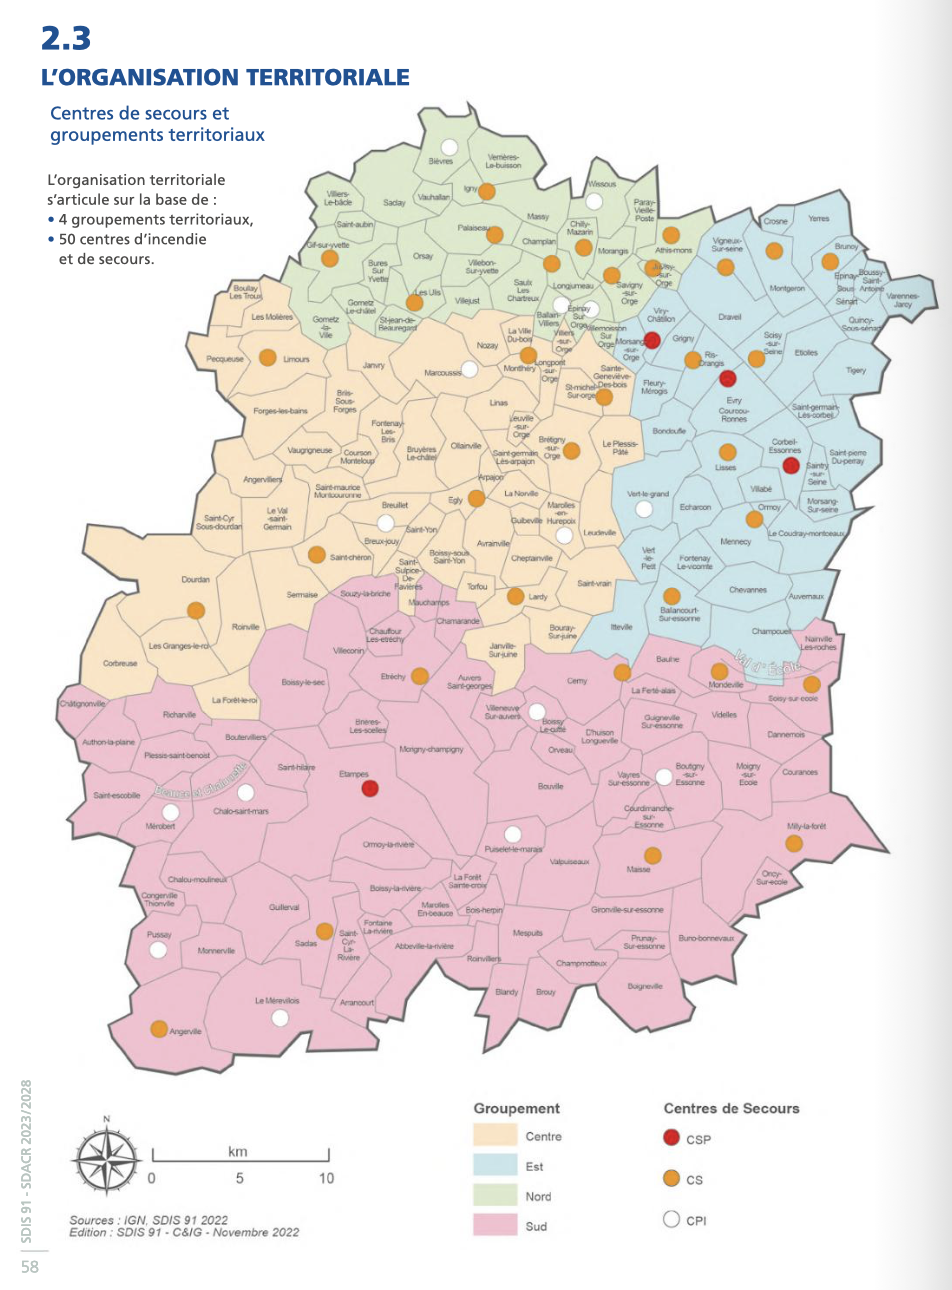 2.3
L'ORGANISATION TERRITORIALE
Centres de secours et
groupements territoriaux
L'organisation territoriale
s'articule sur la base de :
• 4 groupements territoriaux,
• 50 centres d'incendie
et de secours.
Bièvres
Verrières-
Le-buisson
Igny
Wissous
Villiers-
Le-bâcle
Saclay
Vauhallan
Paray-
Vieille-
Poste
Massy
Saint-aubin
Palaiseau
Chilly-
Mazarin
Crosne
Yerres
Gif-sur-yvette
Orsay
Champlan
Morangis
Athis-mons
Vigneux-
Sur-seine
Brunoy
Bures
Sur
Yvette
Villebon-
Sur-yvette
Longjumeau
Savigny
-sur-
Orge
Montgeron
Epinay
Sous
Sénart
Boussy-
Saint-
Antoine
Varennes-
Jarcy
Boullay
Les Troux
Gometz
Le-châtel
Les Ulis
Villejust
Saulx
Les
Chartreux
Ballain-
Villiers
Epinay
Sur
Orge
Viry-
Châtillon
Draveil
Quincy-
Sous-sénart
Les Molières
Gometz
-la-
Ville
St-jean-de-
Beauregard
La Ville
Du-bois
Villiers
-sur-
Orge
Morsang
-sur-
Orge
Grigny
Ris-
Orangis
Soisy
-sur-
Seine
Etiolles
Pecqueuse
Limours
Janvry
Nozay
Marcoussis
Montlhéry
Longpont
-sur-
Orge
Sainte-
Geneviève-
Des-bois
St-michel-
Sur-orge
Fleury-
Mérogis
Tigery
Evry
Courcou-
Ronnes
Saint-germain-
Les-corbeil
Forges-les-bains
Briis-
Sous-
Forges
Linas
Leuville
-sur-
Orge
Fontenay-
Les-
Briis
Bondoufle
Vaugrigneuse
Courson
Monteloup
Bruyères
Le-châtel
Ollainville
Saint-germain
Lès-arpajon
Brétigny
-sur-
Orge
Le Plessis-
Pâté
Lisses
Corbeil-
Essonnes
Saint-pierre
Du-perray
Saintry
-sur-
Seine
Angervilliers
Saint-maurice
Montcouronne
Arpajon
Egly
La Norville
Vert-le-grand
Villabé
Saint-Cyr
Sous-dourdan
Le Val
-saint-
Germain
Breuillet
Guibeville
Marolles
-en-
Hurepoix
Leudeville
Echarcon
Ormoy
Morsang-
Sur-seine
Saint-Yon
Breux-jouy
Avrainville
Mennecy
Le Coudray-montceaux
Saint-chéron
Boissy-sous
Saint-Yon
Cheptainville
Vert
-le-
Petit
Fontenay
Le-vicomte
Dourdan
Saint-
Sulpice-
De-
Favières
Torfou
Lardy
Saint-vrain
Chevannes
Auvernaux
Sermaise
Souzy-la-briche
Mauchamps
Ballancourt-
Sur-essonne
Roinville
Chauffour
Les-etréchy
Chamarande
Bouray-
Sur-juine
Itteville
Champcueil
Nainville
Les-roches
Les Granges-le-roi
Villeconin
Janville-
Sur-juine
Baulne
Val d'École
Corbreuse
Boissy-le-sec
Etréchy
Auvers
Saint-georges
Cerny
La Ferté-alais
Mondeville
Soisy-sur-ecole
La Forêt-le-roi
Châtignonville
Richarville
Brières-
Les-scelles
Villeneuve
Sur-auvers
Boissy
Le-cutté
D'huison
Longueville
Guigneville
Sur-essonne
Videlles
Dannemois
Authon-la-plaine
Boutervilliers
Plessis-saint-benoist
Morigny-champigny
Orveau
Saint-hilaire
Etampes
Bouville
Vayres
Sur-essonne
Boutigny
-sur-
Essonne
Moigny
-sur-
Ecole
Courances
Saint-escobille
Beauce et Chalouette
Mérobert
Chalo-saint-mars
Courdimanche-
sur-
Essonne
Milly-la-forêt
Ormoy-la-rivière
Puiselet-le-marais
Valpuiseaux
Maisse
Chalou-moulineux
Boissy-la-rivière
La Forêt
Sainte-croix
Oncy-
Sur-ecole
Congerville
Thionville
Guillerval
Marolles
En-beauce
Bois-herpin
Gironville-sur-essonne
Pussay
Saclas
Saint-
Cyr-
La-
Rivière
Fontaine
La-rivière
Mespuits
Monnerville
Abbeville-la-rivière
Prunay-
Sur-essonne
Buno-bonnevaux
Roinvilliers
Champmotteux
Le Mérévillois
Arrancourt
Blandy
Brouy
Buigneville
Angerville
Groupement
Centre
Est
Nord
Sud
Centres de Secours
CSP
CS
CPI
N
km
0 5 10
Sources : IGN, SDIS 91 2022
Edition : SDIS 91 - C&IG - Novembre 2022
SDIS 91 - SDACR 2023/2028
58